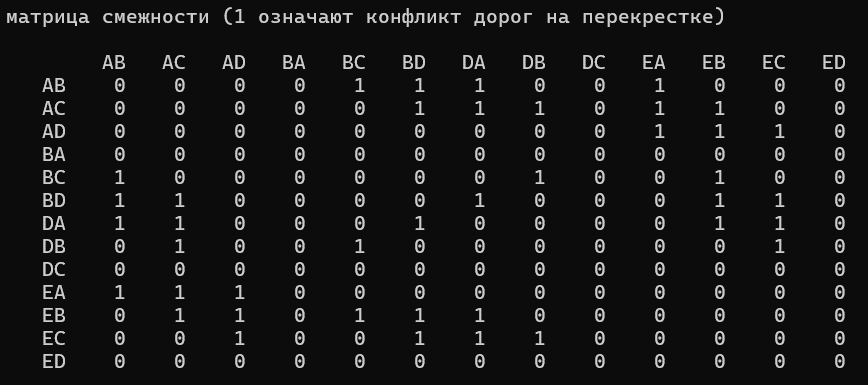 матрица смежности (1 означают конфликт дорог на перекрестке)
AB AC AD BA BC BD DA DB DC EA EB EC ED
AB 0 0 0 0 1 1 1 0 0 1 0 0 0
AC 0 0 0 0 0 1 1 1 0 1 1 0 0
AD 0 0 0 0 0 0 0 0 0 1 1 1 0
BA 0 0 0 0 0 0 0 0 0 0 0 0 0
BC 1 0 0 0 0 0 0 1 0 0 1 0 0
BD 1 1 0 0 0 0 1 0 0 0 1 1 0
DA 1 1 0 0 0 1 0 0 0 0 1 1 0
DB 0 1 0 0 1 0 0 0 0 0 0 1 0
DC 0 0 0 0 0 0 0 0 0 0 0 0 0
EA 1 1 1 0 0 0 0 0 0 0 0 0 0
EB 0 1 1 0 1 1 1 0 0 0 0 0 0
EC 0 0 1 0 0 1 1 1 0 0 0 0 0
ED 0 0 0 0 0 0 0 0 0 0 0 0 0